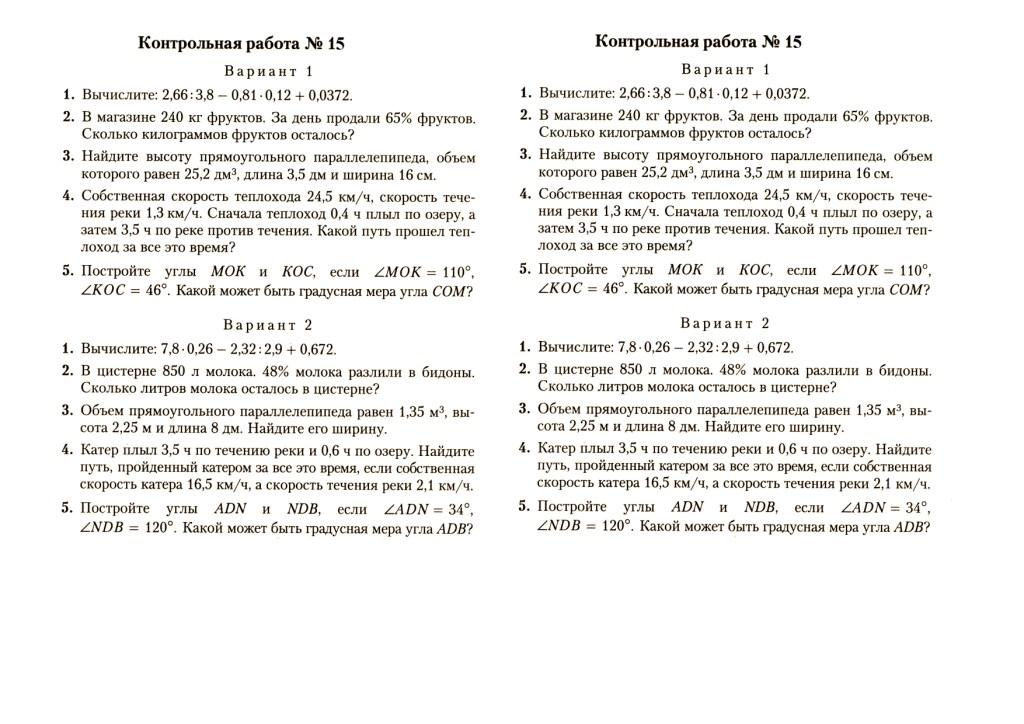 Контрольная работа № 15
Вариант 1
1. Вычислите: 2,66 : 3,8 − 0,81 · 0,12 + 0,0372.
2. В магазине 240 кг фруктов. За день продали 65% фруктов.
Сколько килограммов фруктов осталось?
3. Найдите высоту прямоугольного параллелепипеда, объем
которого равен 25,2 дм³, длина 3,5 дм и ширина 16 см.
4. Собственная скорость теплохода 24,5 км/ч, скорость тече-
ния реки 1,3 км/ч. Сначала теплоход 0,4 ч плыл по озеру, а
затем 3,5 ч по реке против течения. Какой путь прошел теп-
лоход за все это время?
5. Постройте углы MOK и KOC, если ∠MOK = 110°,
∠KOC = 46°. Какой может быть градусная мера угла COM?
Вариант 2
1. Вычислите: 7,8 · 0,26 − 2,32 : 2,9 + 0,672.
2. В цистерне 850 л молока. 48% молока разлили в бидоны.
Сколько литров молока осталось в цистерне?
3. Объем прямоугольного параллелепипеда равен 1,35 м³, вы-
сота 2,25 м и длина 8 дм. Найдите его ширину.
4. Катер плыл 3,5 ч по течению реки и 0,6 ч по озеру. Найдите
путь, пройденный катером за все это время, если собственная
скорость катера 16,5 км/ч, а скорость течения реки 2,1 км/ч.
5. Постройте углы ADN и NDB, если ∠ADN = 34°,
∠NDB = 120°. Какой может быть градусная мера угла ADB?
Контрольная работа № 15
Вариант 1
1. Вычислите: 2,66 : 3,8 − 0,81 · 0,12 + 0,0372.
2. В магазине 240 кг фруктов. За день продали 65% фруктов.
Сколько килограммов фруктов осталось?
3. Найдите высоту прямоугольного параллелепипеда, объем
которого равен 25,2 дм³, длина 3,5 дм и ширина 16 см.
4. Собственная скорость теплохода 24,5 км/ч, скорость тече-
ния реки 1,3 км/ч. Сначала теплоход 0,4 ч плыл по озеру, а
затем 3,5 ч по реке против течения. Какой путь прошел теп-
лоход за все это время?
5. Постройте углы MOK и KOC, если ∠MOK = 110°,
∠KOC = 46°. Какой может быть градусная мера угла COM?
Вариант 2
1. Вычислите: 7,8 · 0,26 − 2,32 : 2,9 + 0,672.
2. В цистерне 850 л молока. 48% молока разлили в бидоны.
Сколько литров молока осталось в цистерне?
3. Объем прямоугольного параллелепипеда равен 1,35 м³, вы-
сота 2,25 м и длина 8 дм. Найдите его ширину.
4. Катер плыл 3,5 ч по течению реки и 0,6 ч по озеру. Найдите
путь, пройденный катером за все это время, если собственная
скорость катера 16,5 км/ч, а скорость течения реки 2,1 км/ч.
5. Постройте углы ADN и NDB, если ∠ADN = 34°,
∠NDB = 120°. Какой может быть градусная мера угла ADB?